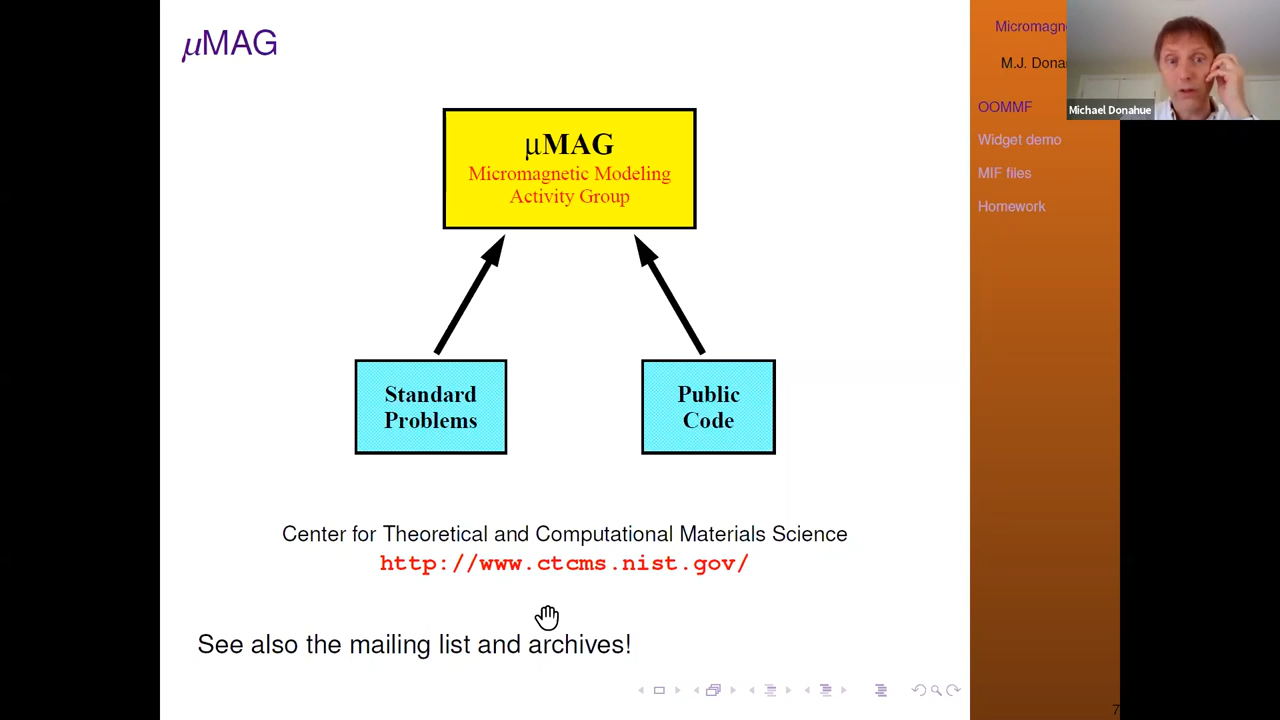 μMAG
μMAG
Micromagnetic Modeling
Activity Group
Standard
Problems
Public
Code
Center for Theoretical and Computational Materials Science
http://www.ctcms.nist.gov/
See also the mailing list and archives!
Micromagn
M.J. Dona
OOMMF
Widget demo
MIF files
Homework
Michael Donahue
7